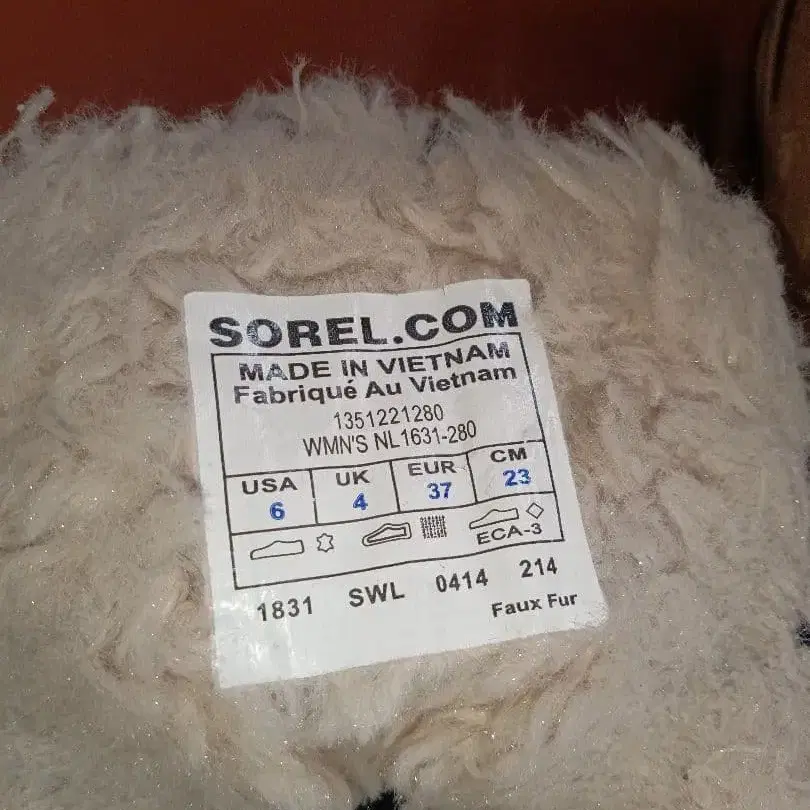 SOREL.COM
MADE IN VIETNAM
Fabriqué Au Vietnam
1351221280
WMN'S NL1631-280
USA UK EUR CM
6 4 37 23
ECA-3
1831 SWL 0414 214
Faux Fur